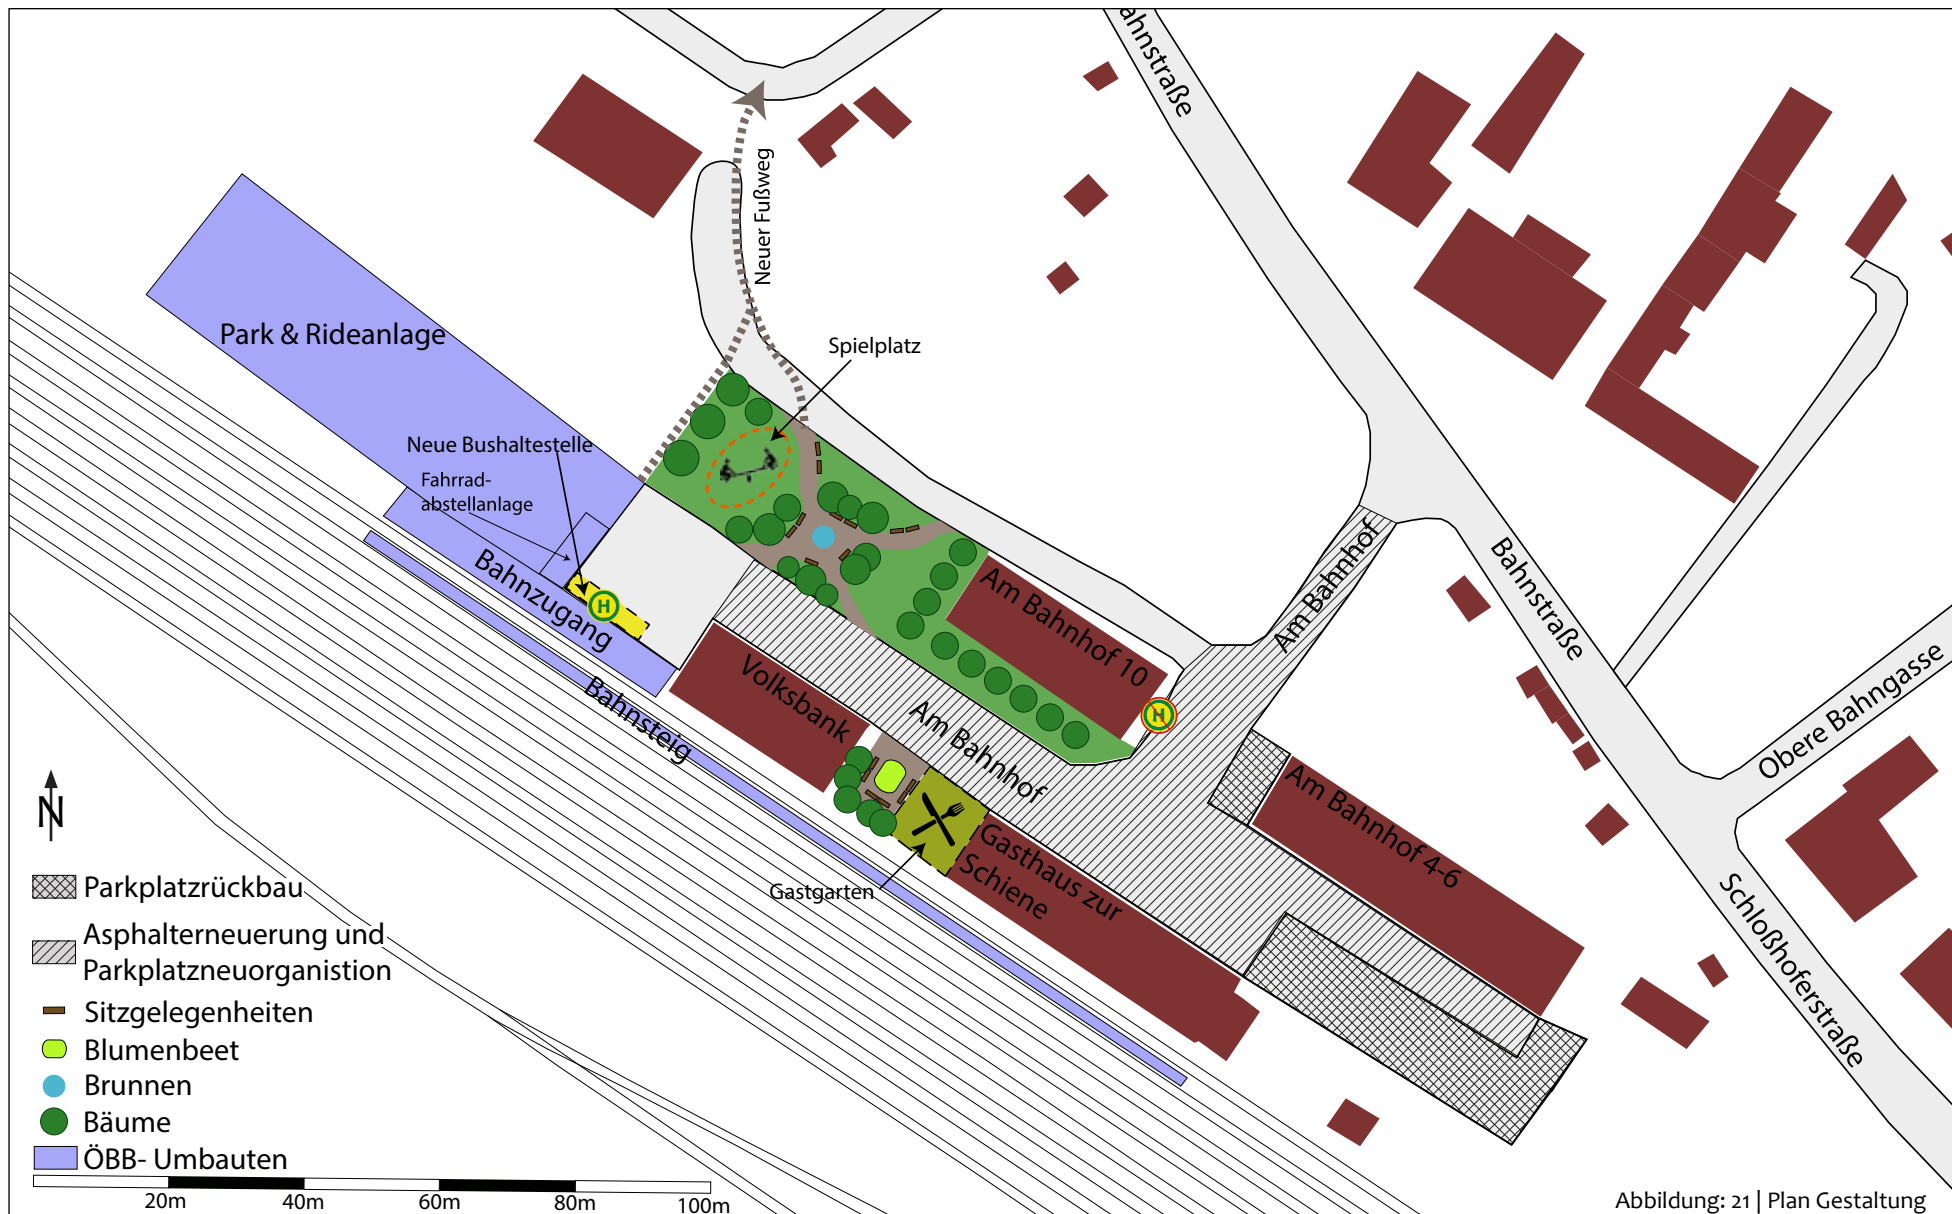 Bahnstraße
Neuer Fußweg
Park & Rideanlage
Spielplatz
Neue Bushaltestelle
Fahrrad-
abstellanlage
Bahnzugang
H
Bahnsteig
Volksbank
Am Bahnhof
Am Bahnhof 10
H
Am Bahnhof
Bahnstraße
Obere Bahngasse
Am Bahnhof 4-6
Gasthaus zur
Schiene
Gastgarten
Schloßhoferstraße
N
Parkplatzrückbau
Asphalterneuerung und
Parkplatzneuorganistion
Sitzgelegenheiten
Blumenbeet
Brunnen
Bäume
ÖBB- Umbauten
20m 40m 60m 80m 100m
Abbildung: 21 | Plan Gestaltung